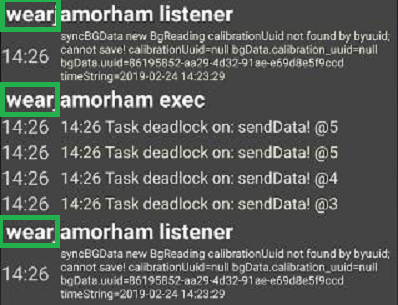 wear amorham listener
syncBGData new BgReading calibrationUuid not found by byuuid;
14:26 cannot save! calibrationUuid=null bgData.calibration_uuid=null
bgData.uuid=86195852-aa29-4d32-91ae-e69d8e5f9ccd
timeString=2019-02-24 14:23:29
wear amorham exec
14:26 14:26 Task deadlock on: sendData! @5
14:26 14:26 Task deadlock on: sendData! @5
14:26 14:26 Task deadlock on: sendData! @4
14:26 14:26 Task deadlock on: sendData! @3
wear amorham listener
syncBGData new BgReading calibrationUuid not found by byuuid;
14:26 cannot save! calibrationUuid=null bgData.calibration_uuid=null
bgData.uuid=86195852-aa29-4d32-91ae-e69d8e5f9ccd
timeString=2019-02-24 14:23:29